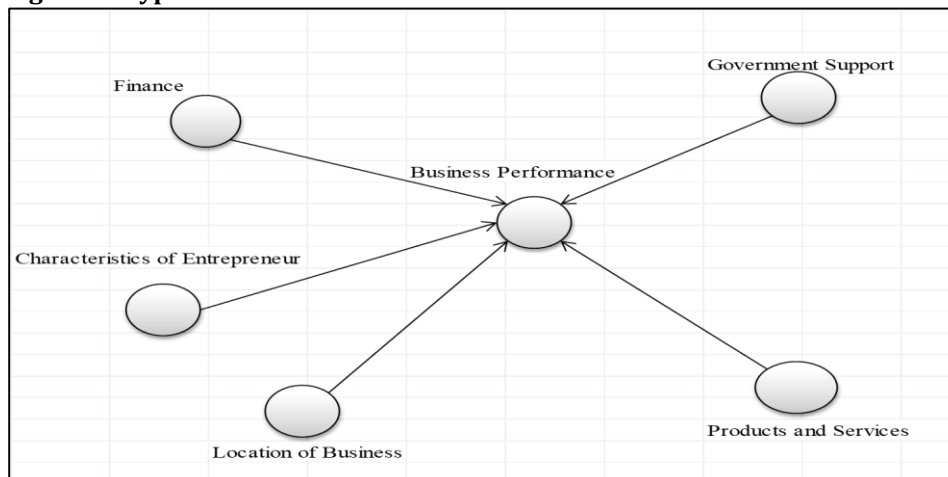 Government Support
Finance
Business Performance
Characteristics of Entrepreneur
Products and Services
Location of Business